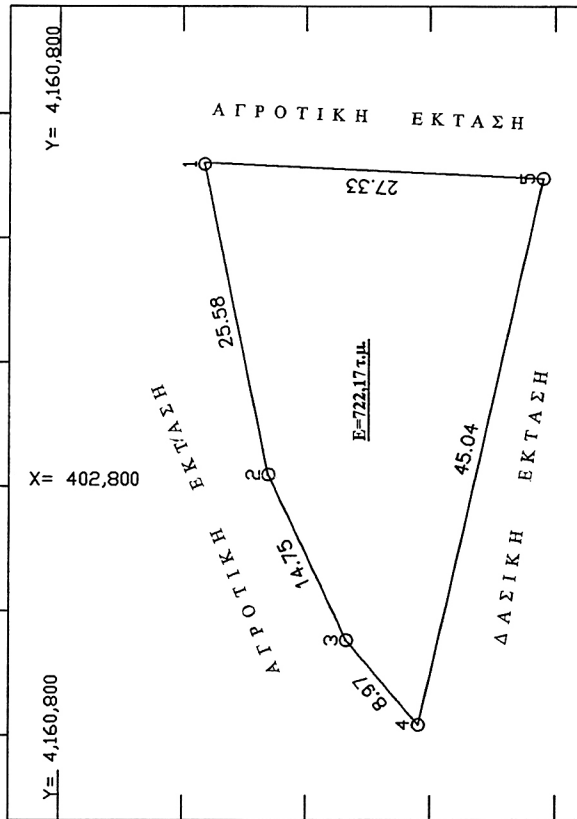 Y= 4,160,800
ΑΓΡΟΤΙΚΗ ΕΚΤΑΣΗ
1
5
27.33
25.58
E=722,17 τ.μ.
ΑΓΡΟΤΙΚΗ ΕΚΤΑΣΗ
X= 402,800
2
45.04
ΔΑΣΙΚΗ ΕΚΤΑΣΗ
14.75
3
8.97
4
Y= 4,160,800